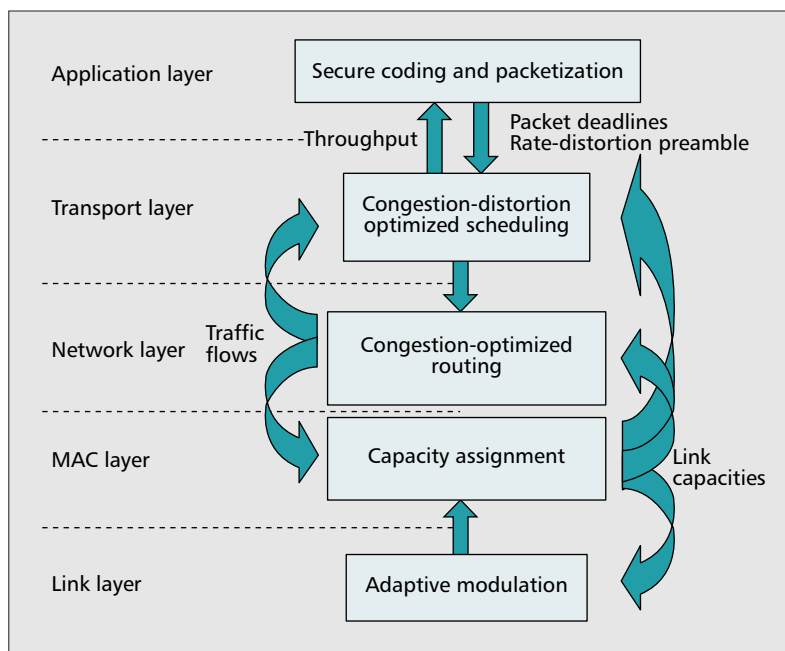 Application layer
Secure coding and packetization
Throughput
Packet deadlines
Rate-distortion preamble
Transport layer
Congestion-distortion
optimized scheduling
Network layer
Traffic
flows
Congestion-optimized
routing
MAC layer
Capacity assignment
Link
capacities
Link layer
Adaptive modulation